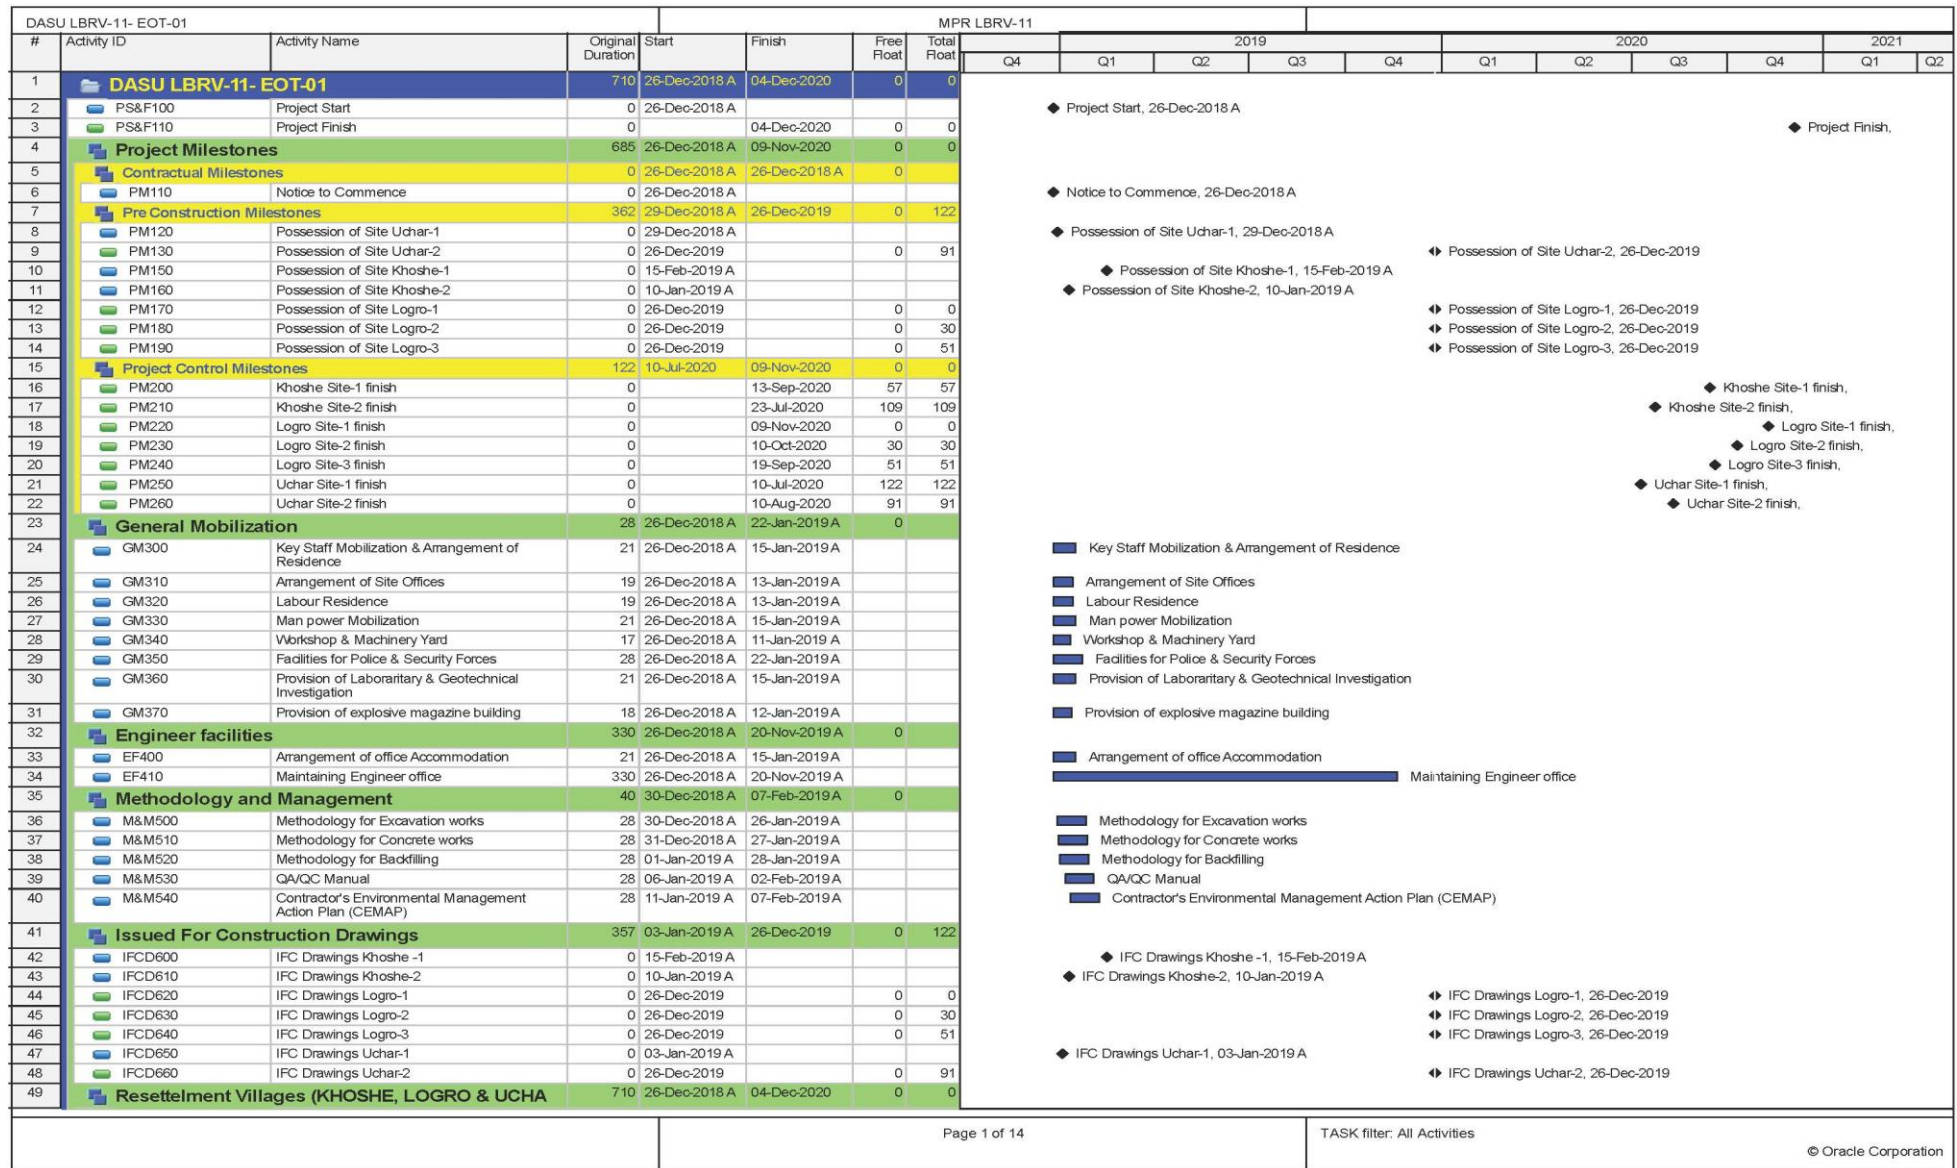 DASU LBRV-11- EOT-01 MPR LBRV-11
# Activity ID Activity Name Original Duration Start Finish Free Float Total Float 2019 2020 2021
Q4 Q1 Q2 Q3 Q4 Q1 Q2 Q3 Q4 Q1 Q2
1 DASU LBRV-11- EOT-01 710 26-Dec-2018 A 04-Dec-2020 0 0
2 PS&F100 Project Start 0 26-Dec-2018 A Project Start, 26-Dec-2018 A
3 PS&F110 Project Finish 0 04-Dec-2020 0 0 Project Finish,
4 Project Milestones 685 26-Dec-2018 A 09-Nov-2020 0 0
5 Contractual Milestones 0 26-Dec-2018 A 26-Dec-2018 A 0
6 PM110 Notice to Commence 0 26-Dec-2018 A Notice to Commence, 26-Dec-2018 A
7 Pre Construction Milestones 362 29-Dec-2018 A 26-Dec-2019 0 122
8 PM120 Possession of Site Uchar-1 0 29-Dec-2018 A Possession of Site Uchar-1, 29-Dec-2018 A
9 PM130 Possession of Site Uchar-2 0 26-Dec-2019 0 91 Possession of Site Uchar-2, 26-Dec-2019
10 PM150 Possession of Site Khoshe-1 0 15-Feb-2019 A Possession of Site Khoshe-1, 15-Feb-2019 A
11 PM160 Possession of Site Khoshe-2 0 10-Jan-2019 A Possession of Site Khoshe-2, 10-Jan-2019 A
12 PM170 Possession of Site Logro-1 0 26-Dec-2019 0 0 Possession of Site Logro-1, 26-Dec-2019
13 PM180 Possession of Site Logro-2 0 26-Dec-2019 0 30 Possession of Site Logro-2, 26-Dec-2019
14 PM190 Possession of Site Logro-3 0 26-Dec-2019 0 51 Possession of Site Logro-3, 26-Dec-2019
15 Project Control Milestones 122 10-Jul-2020 09-Nov-2020 0 0
16 PM200 Khoshe Site-1 finish 0 13-Sep-2020 57 57 Khoshe Site-1 finish,
17 PM210 Khoshe Site-2 finish 0 23-Jul-2020 109 109 Khoshe Site-2 finish,
18 PM220 Logro Site-1 finish 0 09-Nov-2020 0 0 Logro Site-1 finish,
19 PM230 Logro Site-2 finish 0 10-Oct-2020 30 30 Logro Site-2 finish,
20 PM240 Logro Site-3 finish 0 19-Sep-2020 51 51 Logro Site-3 finish,
21 PM250 Uchar Site-1 finish 0 10-Jul-2020 122 122 Uchar Site-1 finish,
22 PM260 Uchar Site-2 finish 0 10-Aug-2020 91 91 Uchar Site-2 finish,
23 General Mobilization 28 26-Dec-2018 A 22-Jan-2019 A 0
24 GM300 Key Staff Mobilization & Arrangement of Residence 21 26-Dec-2018 A 15-Jan-2019 A Key Staff Mobilization & Arrangement of Residence
25 GM310 Arrangement of Site Offices 19 26-Dec-2018 A 13-Jan-2019 A Arrangement of Site Offices
26 GM320 Labour Residence 19 26-Dec-2018 A 13-Jan-2019 A Labour Residence
27 GM330 Man power Mobilization 21 26-Dec-2018 A 15-Jan-2019 A Man power Mobilization
28 GM340 Workshop & Machinery Yard 17 26-Dec-2018 A 11-Jan-2019 A Workshop & Machinery Yard
29 GM350 Facilities for Police & Security Forces 28 26-Dec-2018 A 22-Jan-2019 A Facilities for Police & Security Forces
30 GM360 Provision of Laboraritary & Geotechnical Investigation 21 26-Dec-2018 A 15-Jan-2019 A Provision of Laboraritary & Geotechnical Investigation
31 GM370 Provision of explosive magazine building 18 26-Dec-2018 A 12-Jan-2019 A Provision of explosive magazine building
32 Engineer facilities 330 26-Dec-2018 A 20-Nov-2019 A 0
33 EF400 Arrangement of office Accommodation 21 26-Dec-2018 A 15-Jan-2019 A Arrangement of office Accommodation
34 EF410 Maintaining Engineer office 330 26-Dec-2018 A 20-Nov-2019 A Maintaining Engineer office
35 Methodology and Management 40 30-Dec-2018 A 07-Feb-2019 A 0
36 M&M500 Methodology for Excavation works 28 30-Dec-2018 A 26-Jan-2019 A Methodology for Excavation works
37 M&M510 Methodology for Concrete works 28 31-Dec-2018 A 27-Jan-2019 A Methodology for Concrete works
38 M&M520 Methodology for Backfilling 28 01-Jan-2019 A 28-Jan-2019 A Methodology for Backfilling
39 M&M530 QA/QC Manual 28 06-Jan-2019 A 02-Feb-2019 A QA/QC Manual
40 M&M540 Contractor's Environmental Management Action Plan (CEMAP) 28 11-Jan-2019 A 07-Feb-2019 A Contractor's Environmental Management Action Plan (CEMAP)
41 Issued For Construction Drawings 357 03-Jan-2019 A 26-Dec-2019 0 122
42 IFCD600 IFC Drawings Khoshe -1 0 15-Feb-2019 A IFC Drawings Khoshe -1, 15-Feb-2019 A
43 IFCD610 IFC Drawings Khoshe-2 0 10-Jan-2019 A IFC Drawings Khoshe-2, 10-Jan-2019 A
44 IFCD620 IFC Drawings Logro-1 0 26-Dec-2019 0 0 IFC Drawings Logro-1, 26-Dec-2019
45 IFCD630 IFC Drawings Logro-2 0 26-Dec-2019 0 30 IFC Drawings Logro-2, 26-Dec-2019
46 IFCD640 IFC Drawings Logro-3 0 26-Dec-2019 0 51 IFC Drawings Logro-3, 26-Dec-2019
47 IFCD650 IFC Drawings Uchar-1 0 03-Jan-2019 A IFC Drawings Uchar-1, 03-Jan-2019 A
48 IFCD660 IFC Drawings Uchar-2 0 26-Dec-2019 0 91 IFC Drawings Uchar-2, 26-Dec-2019
49 Resettelment Villages (KHOSHE, LOGRO & UCHA 710 26-Dec-2018 A 04-Dec-2020 0 0
Page 1 of 14 TASK filter: All Activities
© Oracle Corporation